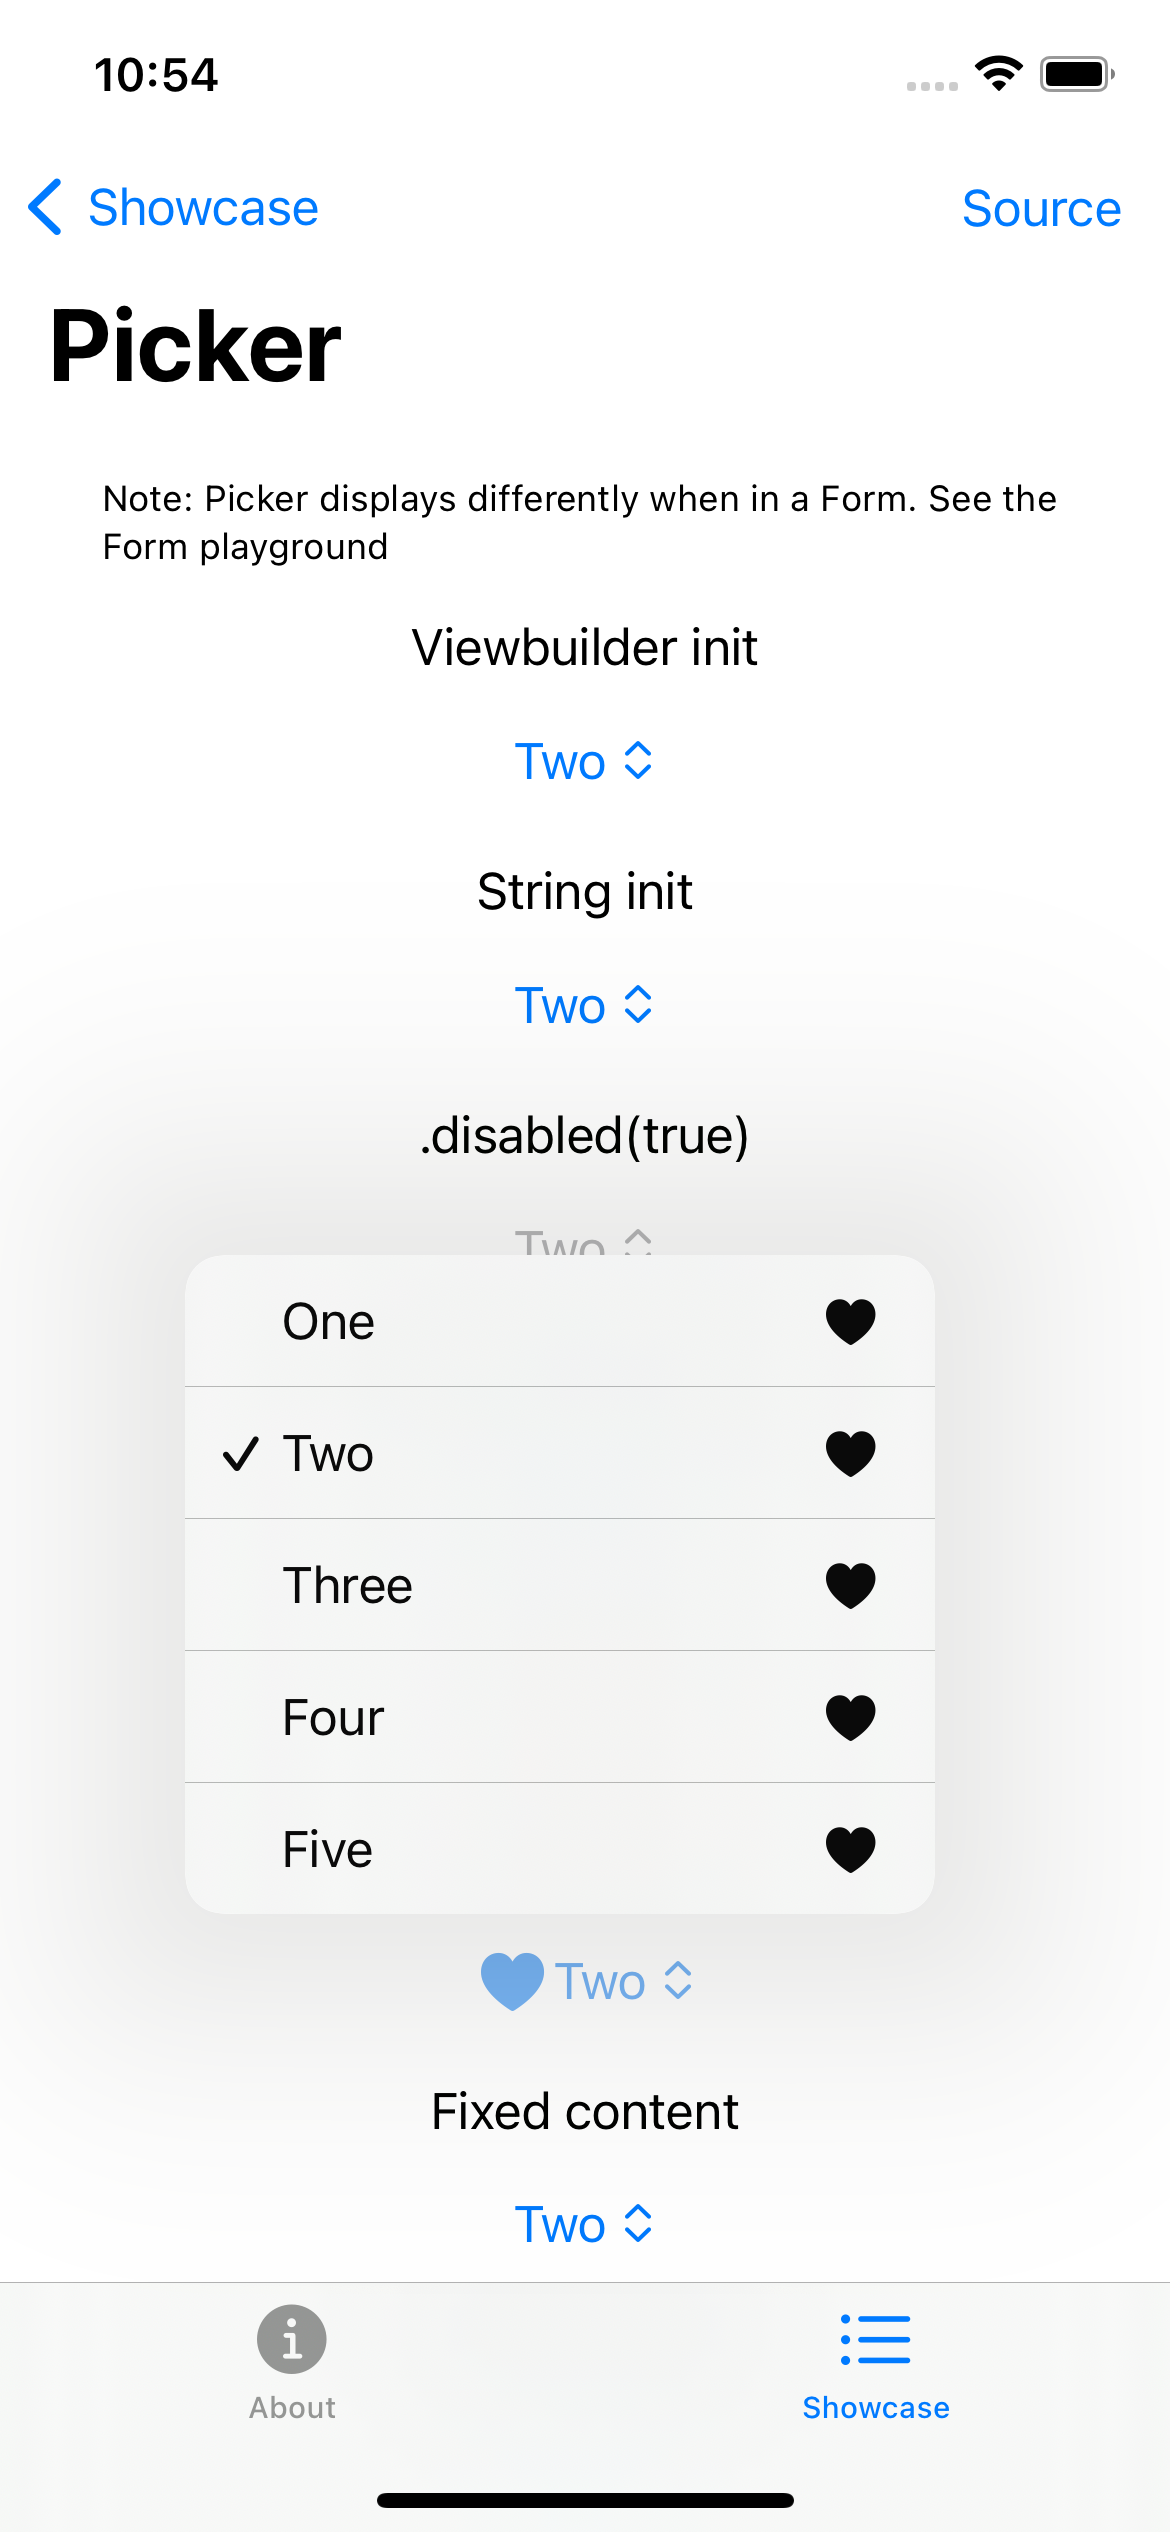 10:54
Showcase
Source
Picker
Note: Picker displays differently when in a Form. See the
Form playground
Viewbuilder init
Two
String init
Two
.disabled(true)
Two
One
Two
Three
Four
Five
Two
Fixed content
Two
About
Showcase